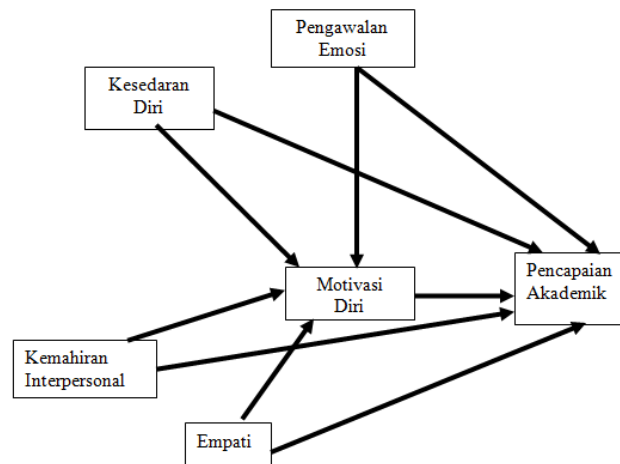 Pengawalan
Emosi
Kesedaran
Diri
Motivasi
Diri
Pencapaian
Akademik
Kemahiran
Interpersonal
Empati